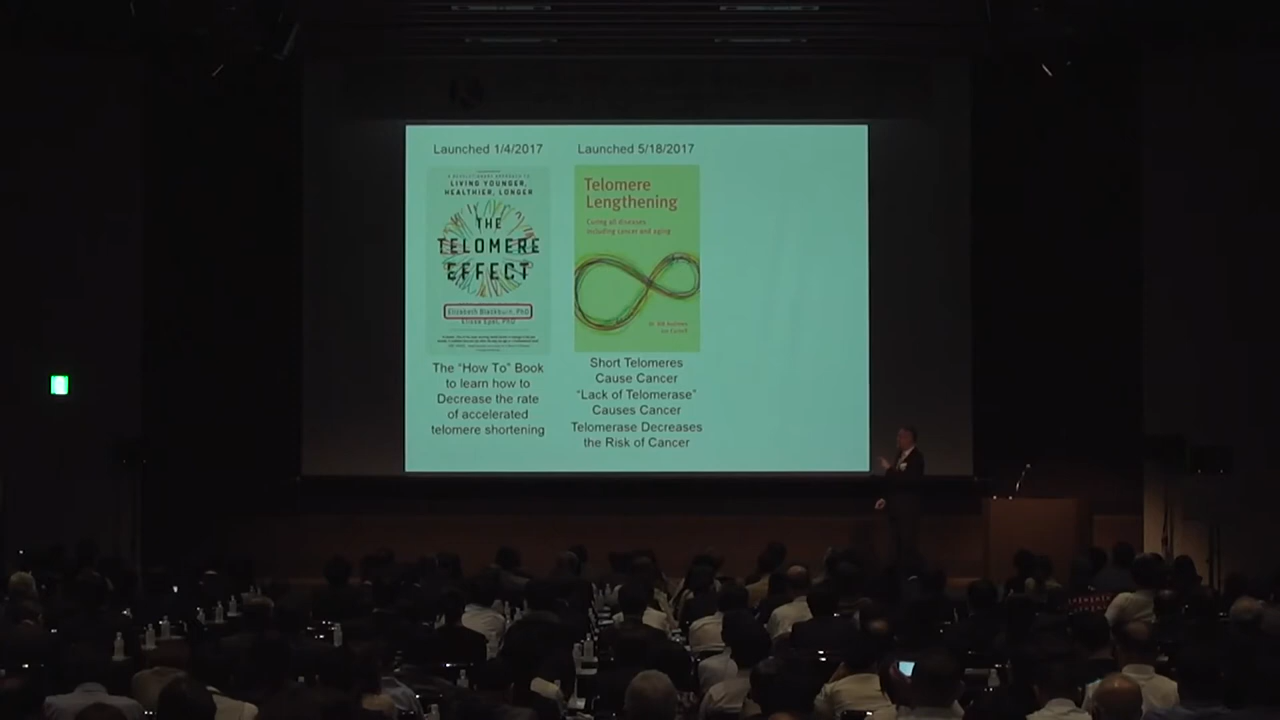 Launched 1/4/2017
A REVOLUTIONARY APPROACH TO
LIVING YOUNGER,
HEALTHIER, LONGER
THE
TELOMERE
EFFECT
Elizabeth Blackburn, PhD
Elissa Epel, PhD
The "How To" Book
to learn how to
Decrease the rate
of accelerated
telomere shortening
Launched 5/18/2017
Telomere
Lengthening
Curing all diseases
including cancer and aging
Short Telomeres
Cause Cancer
"Lack of Telomerase"
Causes Cancer
Telomerase Decreases
the Risk of Cancer